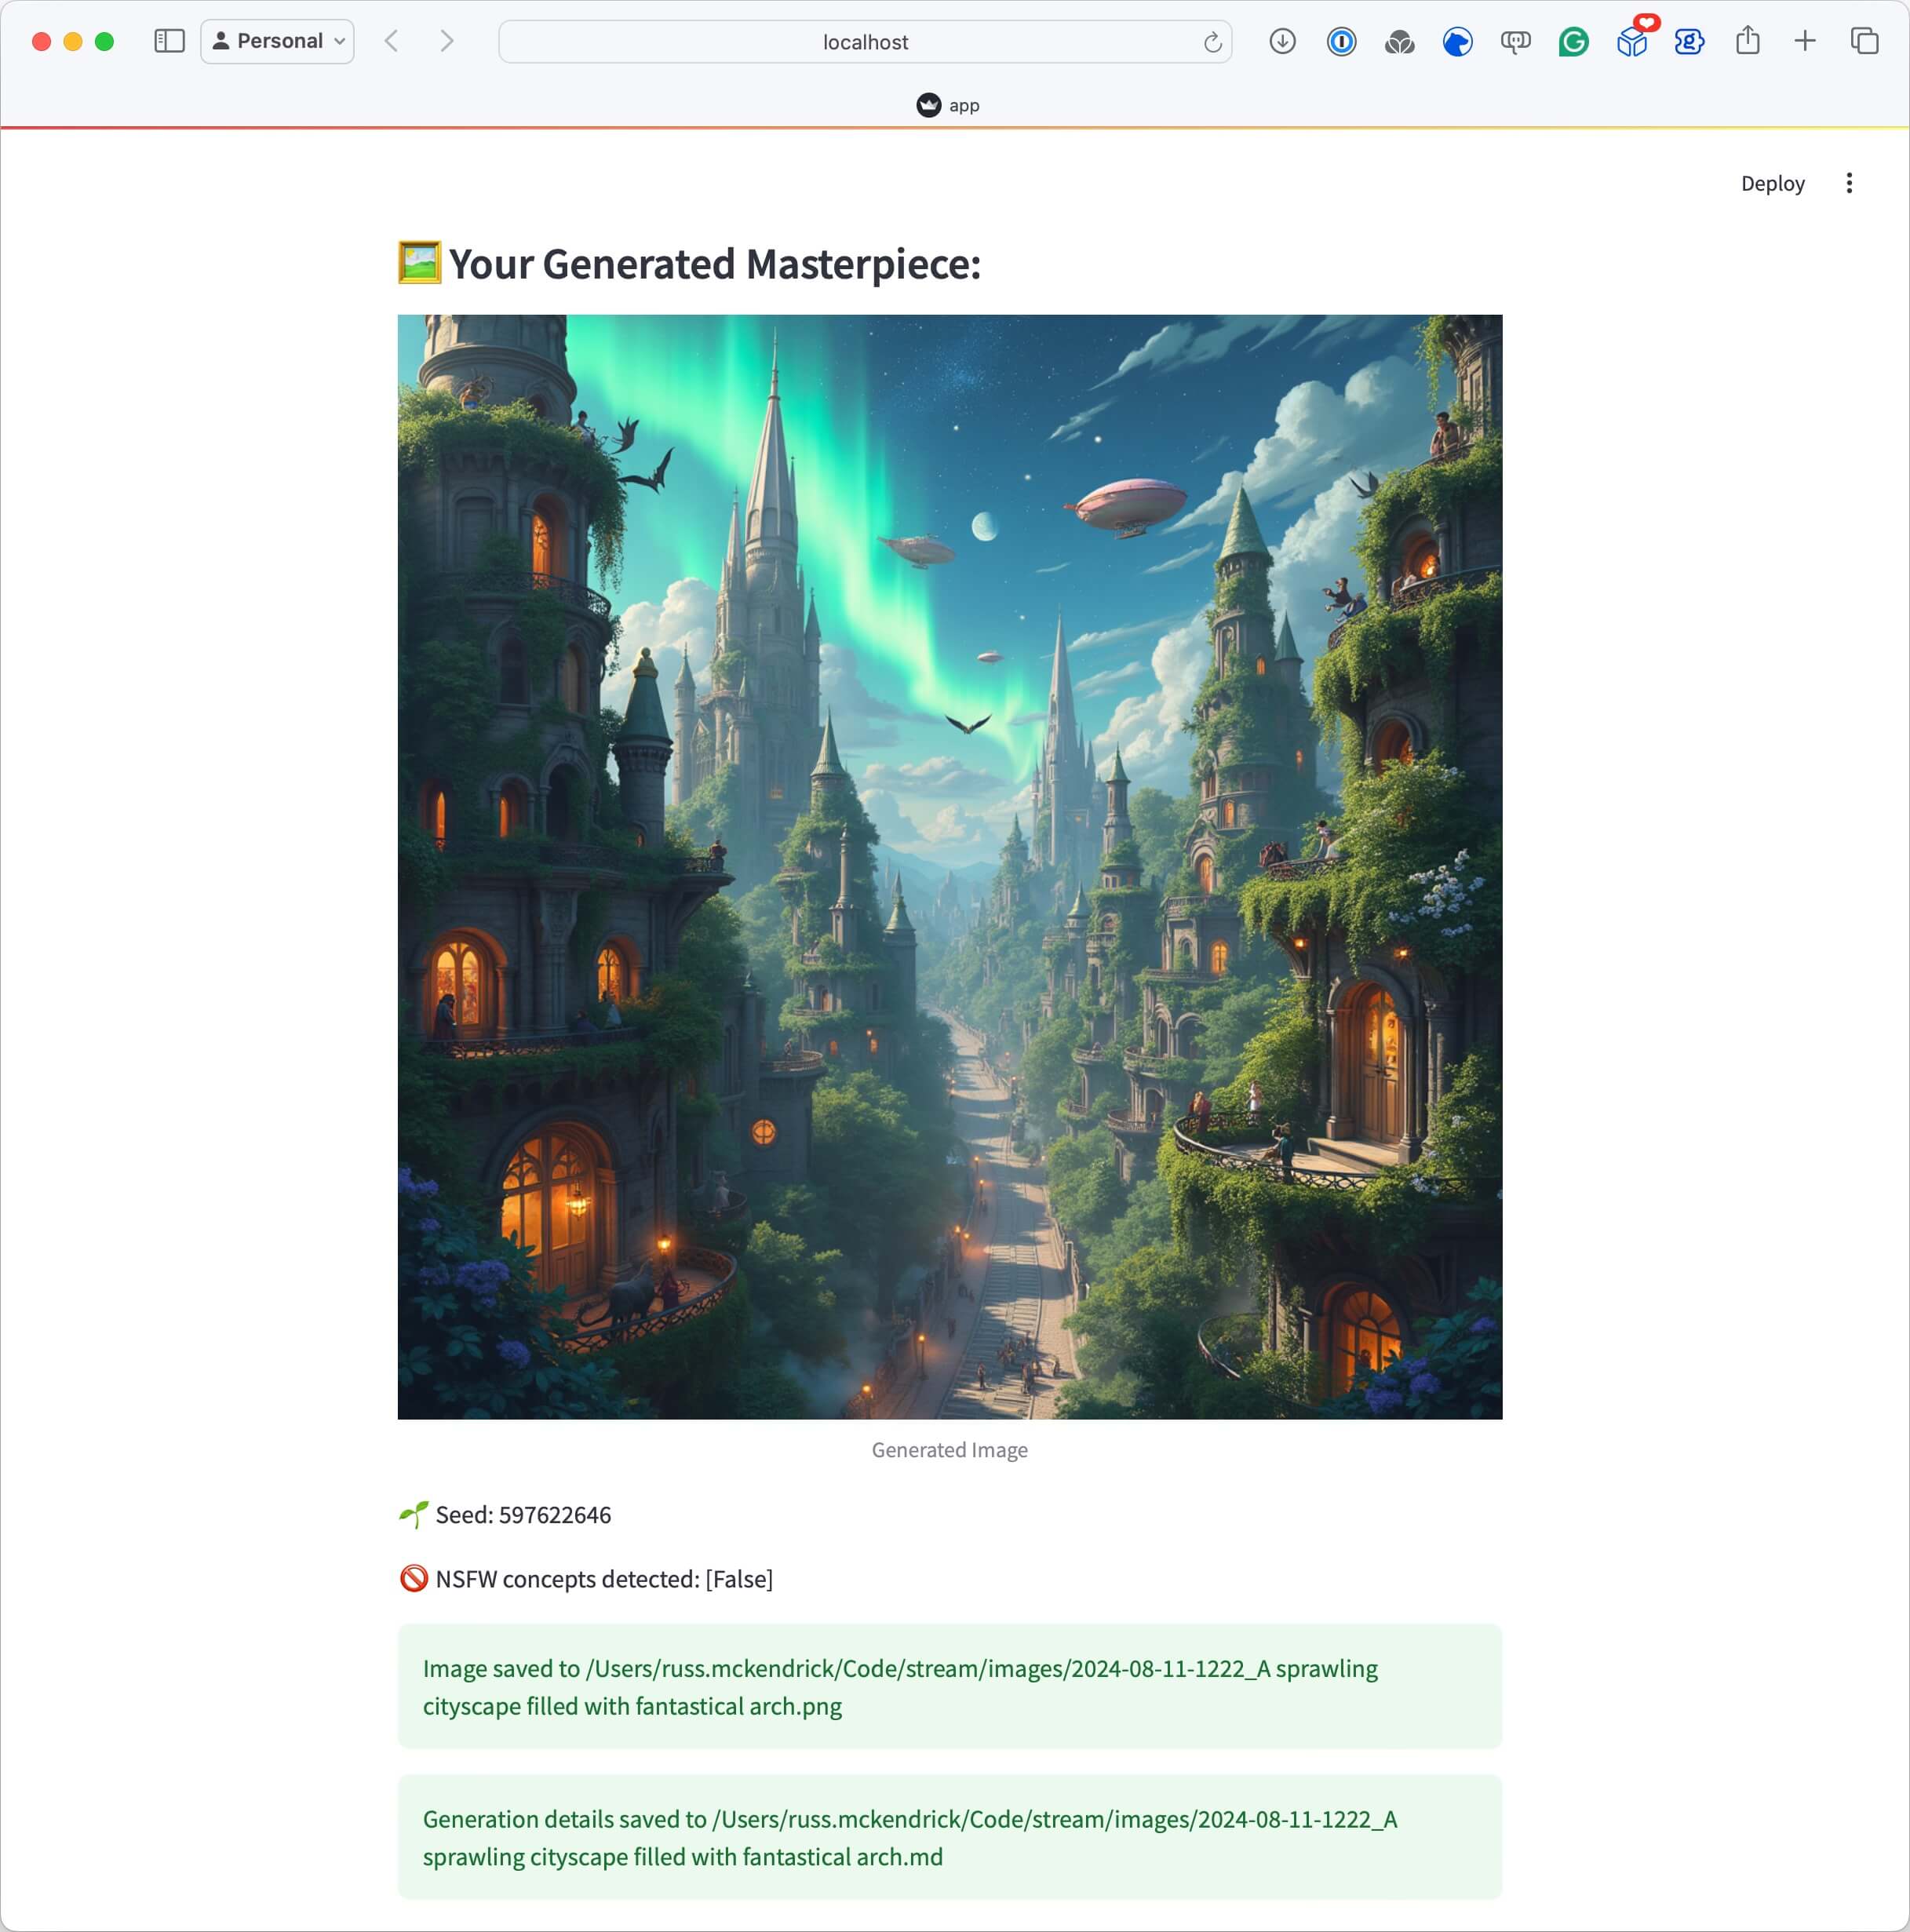 Personal
localhost
app
Deploy
Your Generated Masterpiece:
Generated Image
Seed: 597622646
NSFW concepts detected: [False]
Image saved to /Users/russ.mckendrick/Code/stream/images/2024-08-11-1222_A sprawling
cityscape filled with fantastical arch.png
Generation details saved to /Users/russ.mckendrick/Code/stream/images/2024-08-11-1222_A
sprawling cityscape filled with fantastical arch.md